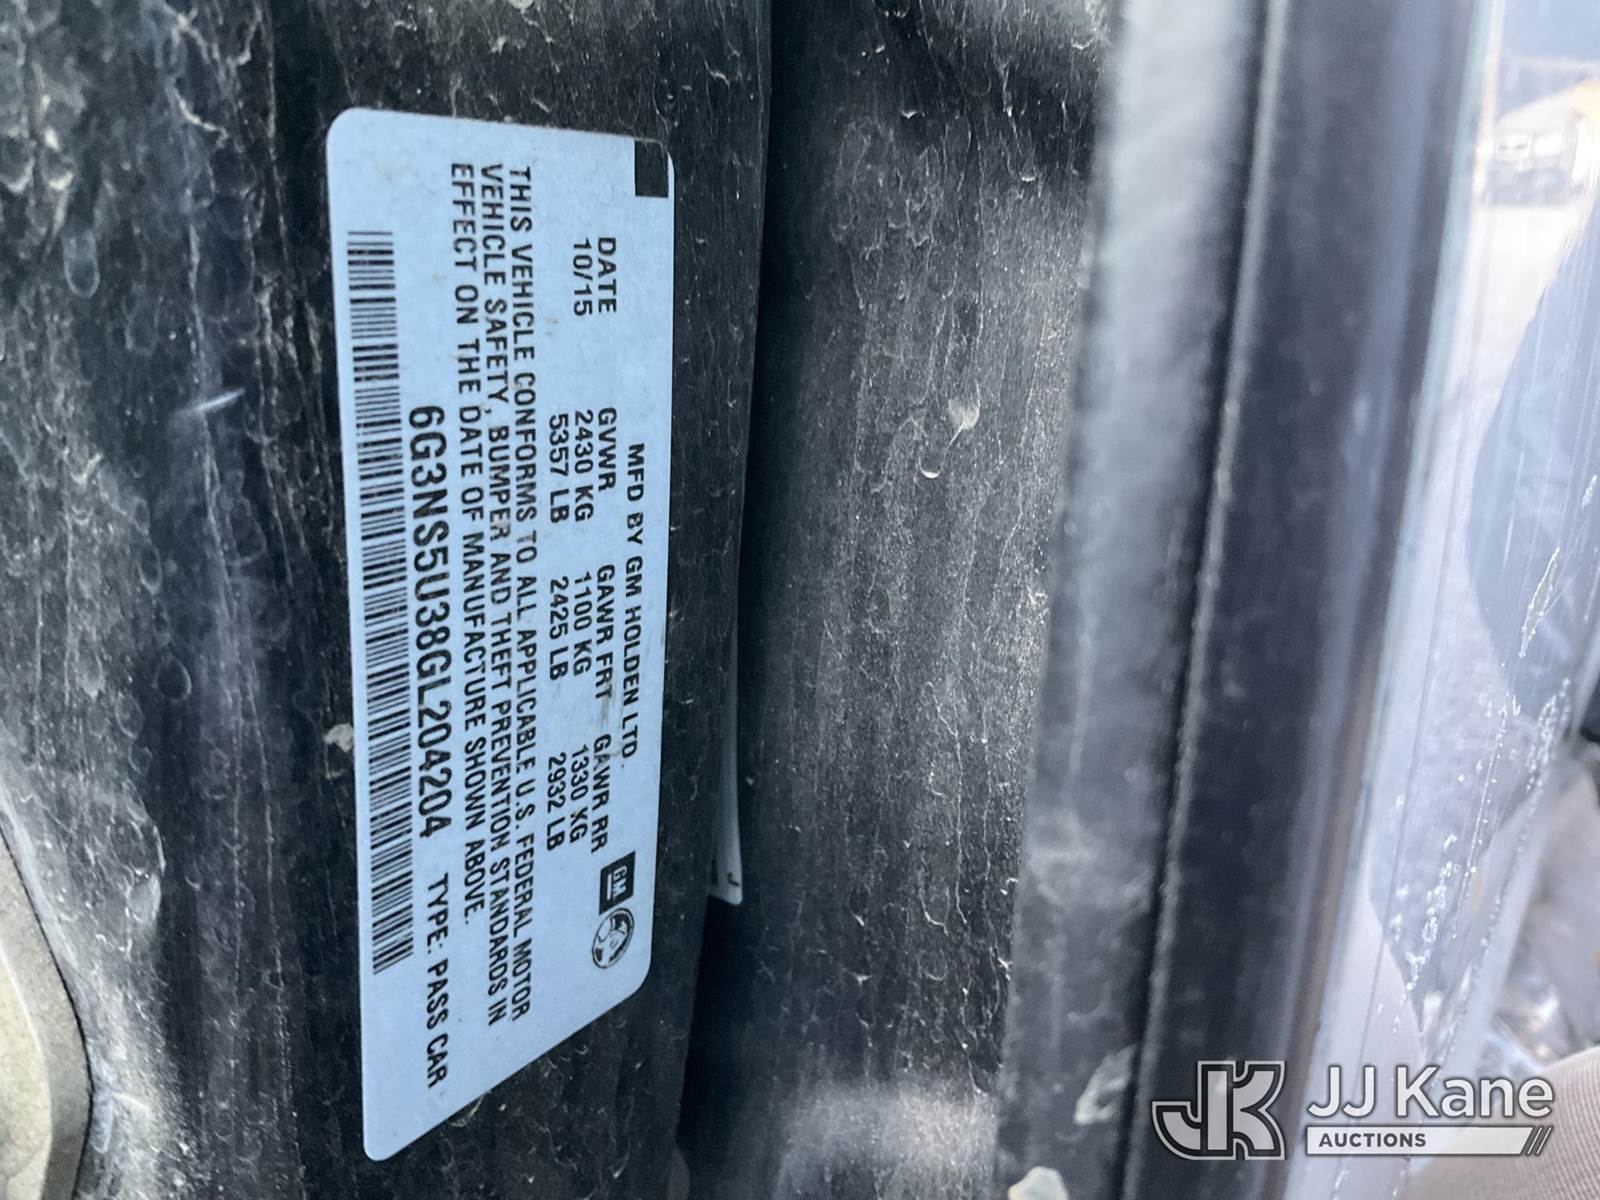 MFD BY GM HOLDEN LTD.
DATE GVWR GAWR FRT GAWR RR
10/15 2430 KG 1100 KG 1330 KG
5357 LB 2425 LB 2932 LB
THIS VEHICLE CONFORMS TO ALL APPLICABLE U.S. FEDERAL MOTOR
VEHICLE SAFETY, BUMPER AND THEFT PREVENTION STANDARDS IN
EFFECT ON THE DATE OF MANUFACTURE SHOWN ABOVE.
6G3NS5U38GL204204 TYPE: PASS CAR
GM
JK JJ Kane
AUCTIONS